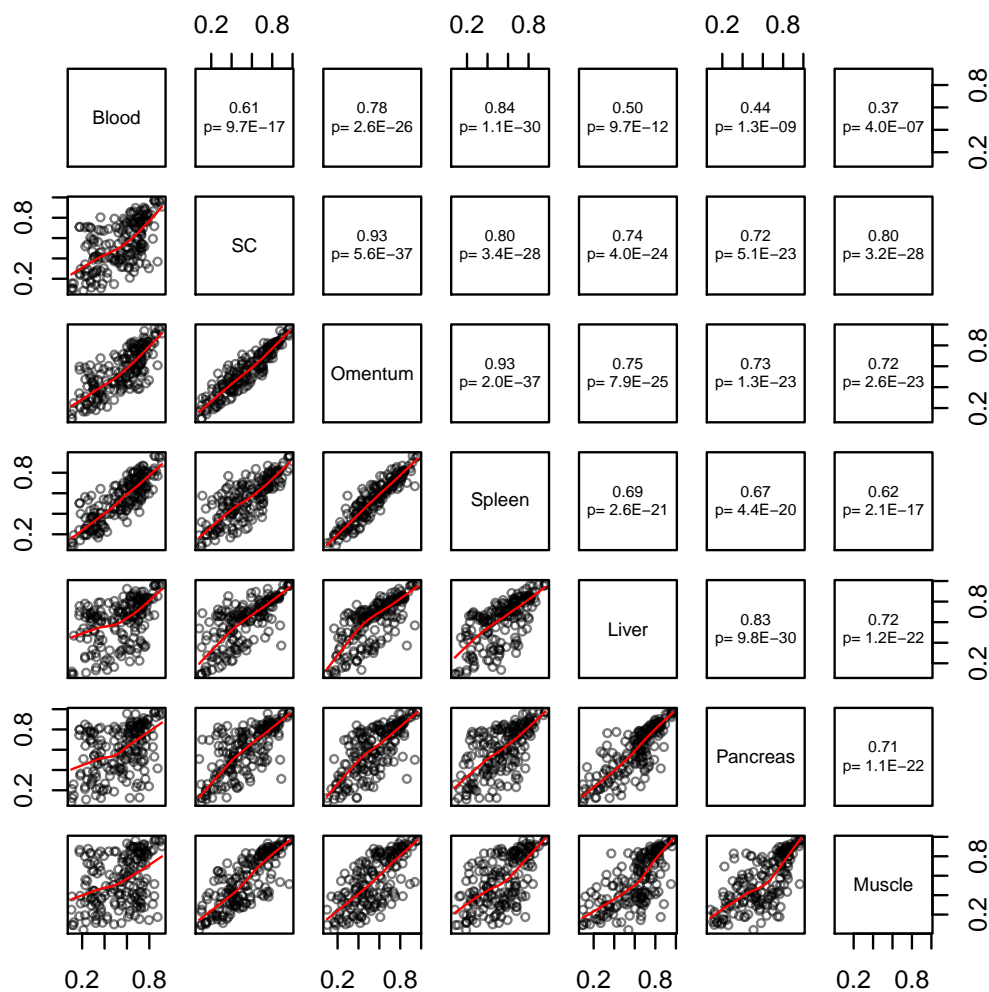 0.2 0.8 0.2 0.8 0.2 0.8
Blood
0.61
p= 9.7E−17
0.78
p= 2.6E−26
0.84
p= 1.1E−30
0.50
p= 9.7E−12
0.44
p= 1.3E−09
0.37
p= 4.0E−07
0.2 0.8
0.2 0.8
SC
0.93
p= 5.6E−37
0.80
p= 3.4E−28
0.74
p= 4.0E−24
0.72
p= 5.1E−23
0.80
p= 3.2E−28
Omentum
0.93
p= 2.0E−37
0.75
p= 7.9E−25
0.73
p= 1.3E−23
0.72
p= 2.6E−23
0.2 0.8
0.2 0.8
Spleen
0.69
p= 2.6E−21
0.67
p= 4.4E−20
0.62
p= 2.1E−17
Liver
0.83
p= 9.8E−30
0.72
p= 1.2E−22
0.2 0.8
0.2 0.8
Pancreas
0.71
p= 1.1E−22
Muscle
0.2 0.8
0.2 0.8 0.2 0.8 0.2 0.8 0.2 0.8